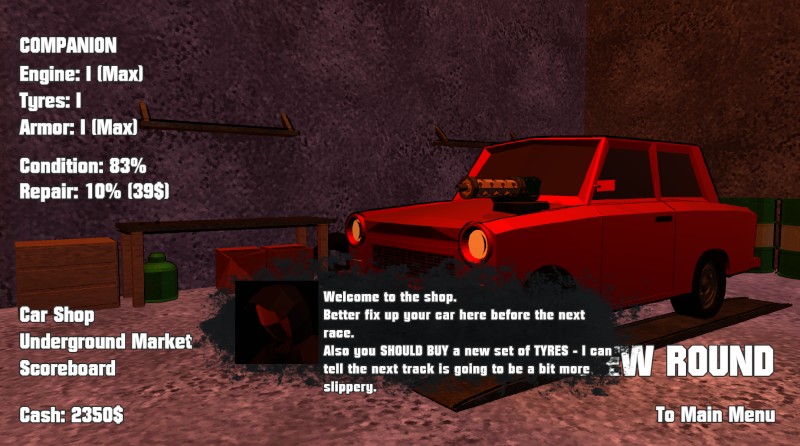 COMPANION
Engine: I (Max)
Tyres: I
Armor: I (Max)
Condition: 83%
Repair: 10% (39$)
Car Shop
Underground Market
Scoreboard
Cash: 2350$
Welcome to the shop.
Better fix up your car here before the next
race.
Also you SHOULD BUY a new set of TYRES - I can
tell the next track is going to be a bit more
slippery.
ROUND
To Main Menu